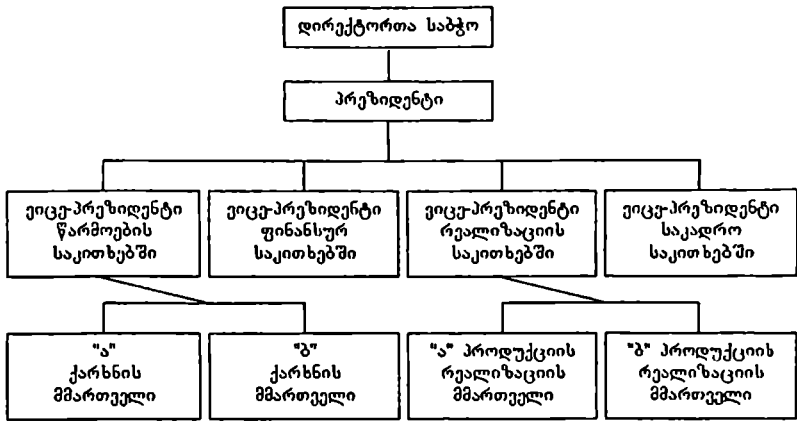 დირექტორთა საბჭო
პრეზიდენტი
ვიცე-პრეზიდენტი
წარმოების
საკითხებში
ვიცე-პრეზიდენტი
ფინანსურ
საკითხებში
ვიცე-პრეზიდენტი
რეალიზაციის
საკითხებში
ვიცე-პრეზიდენტი
საკადრო
საკითხებში
"ა"
ქარხნის
მმართველი
"ბ"
ქარხნის
მმართველი
"ა" პროდუქციის
რეალიზაციის
მმართველი
"ბ" პროდუქციის
რეალიზაციის
მმართველი